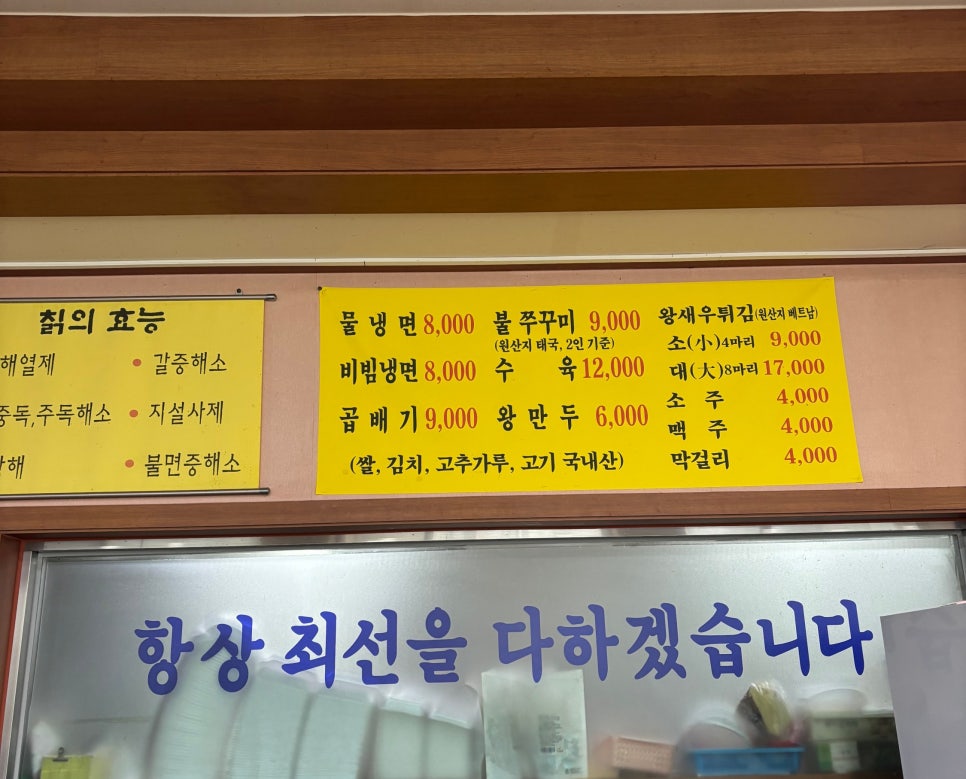 칡의 효능
해열제 • 갈증해소
중독,주독해소 • 지설사제
• 불면증해소
물냉면 8,000 불쭈꾸미 9,000
(원산지 태국, 2인 기준)
비빔냉면 8,000 수육 12,000
곱배기 9,000 왕만두 6,000
(쌀, 김치, 고추가루, 고기 국내산)
왕새우튀김(원산지 베트남)
소(小)4마리 9,000
대(大)8마리 17,000
소주 4,000
맥주 4,000
막걸리 4,000
항상 최선을 다하겠습니다